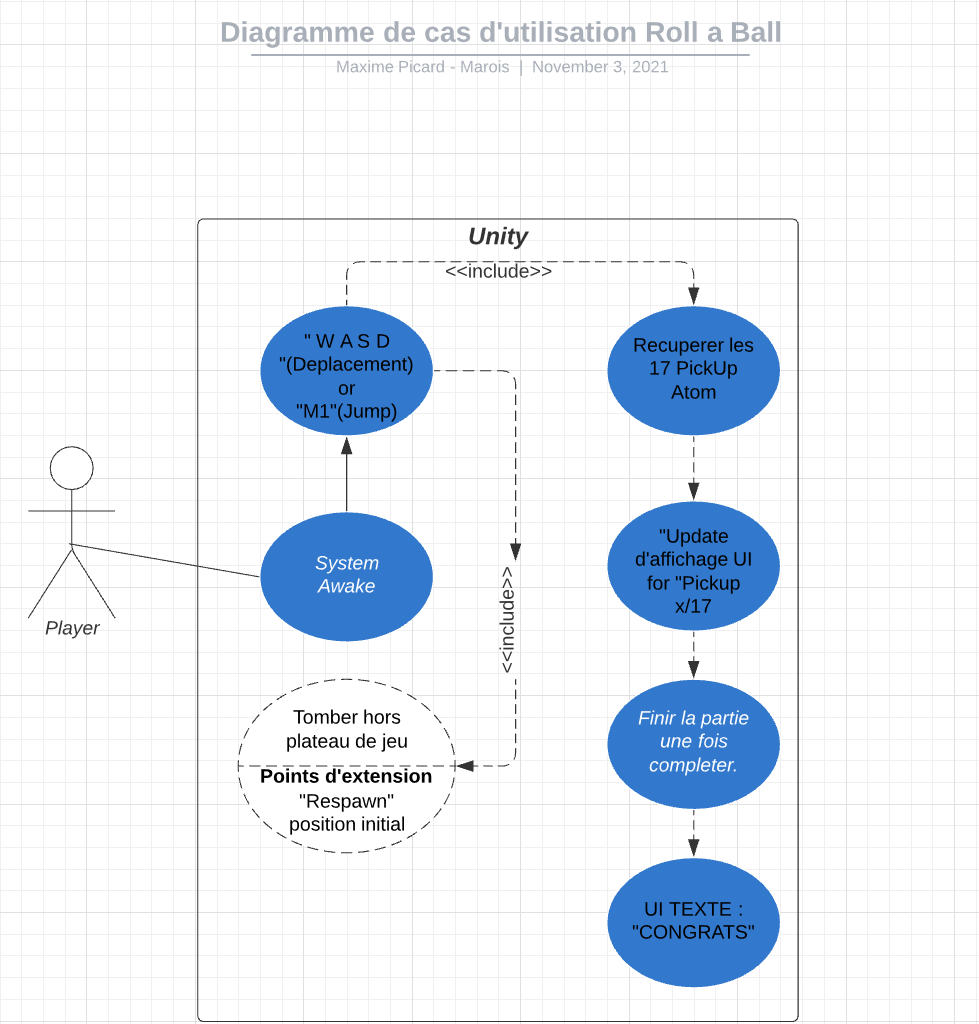 Diagramme de cas d'utilisation Roll a Ball
Maxime Picard - Marois | November 3, 2021
Unity
<<include>>
" W A S D
"(Deplacement)
or
"M1"(Jump)
Recuperer les
17 PickUp
Atom
System
Awake
Player
"Update
d'affichage UI
for "Pickup
x/17
<<include>>
Tomber hors
plateau de jeu
Points d'extension
"Respawn"
position initial
Finir la partie
une fois
completer.
UI TEXTE :
"CONGRATS"